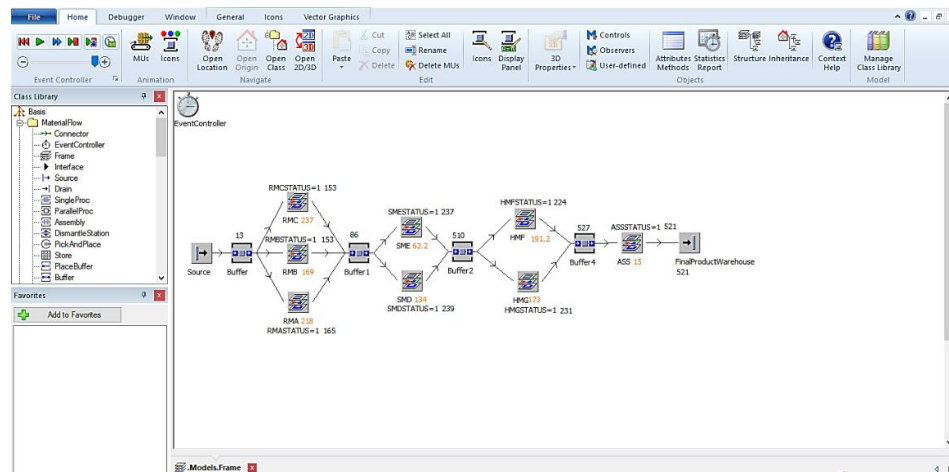 File Home Debugger Window General Icons Vector Graphics
MUs Icons
Open Location Open Origin Open Class Open 2D/3D
2D
3D
Paste Cut Copy Delete
Select All Rename Delete MUs
Icons Display Panel
3D Properties
Controls Observers User-defined
Attributes Methods Statistics Report
Structure Inheritance
Context Help
Manage Class Library
Event Controller Animation Navigate Edit Objects Model
Class Library
Basis
MaterialFlow
Connector
EventController
Frame
Interface
Source
Drain
SingleProc
ParallelProc
Assembly
DismantleStation
PickAndPlace
Store
PlaceBuffer
Buffer
Favorites
Add to Favorites
EventController
RMCSTATUS=1 153
RMC 237
SMESTATUS=1 237
HMFSTATUS=1 224
SME 62.2
HMF 191.2
ASSSTATUS=1 521
13
RMBSTATUS=1 153
86
510
527
Source
Buffer
RMB 169
Buffer1
Buffer2
Buffer4
ASS 15
FinalProductWarehouse
521
RMA 218
RMASTATUS=1 165
SMD 134
SMDSTATUS=1 239
HMG 173
HMGSTATUS=1 231
.Models.Frame